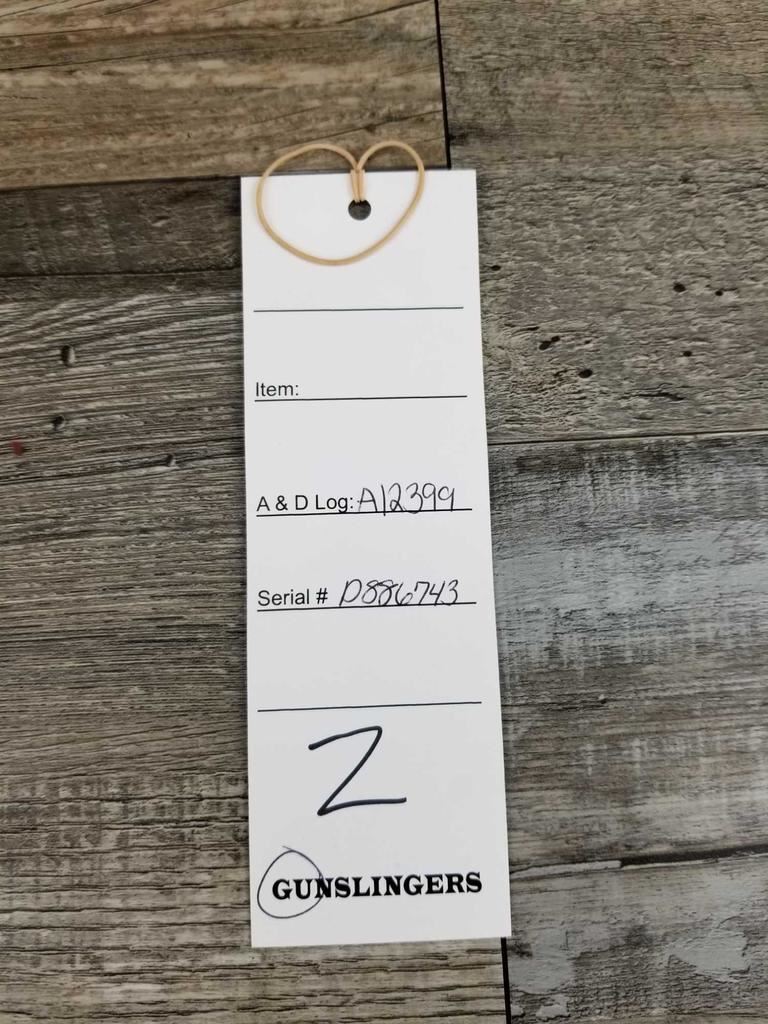 Item:
A & D Log: A12399
Serial # D886743
Z
GUNSLINGERS